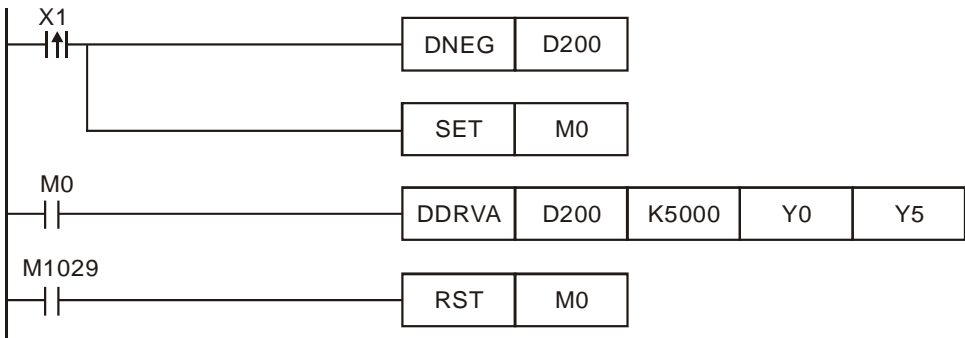 X1
DNEG D200
SET M0
M0
DDRVA D200 K5000 Y0 Y5
M1029
RST M0